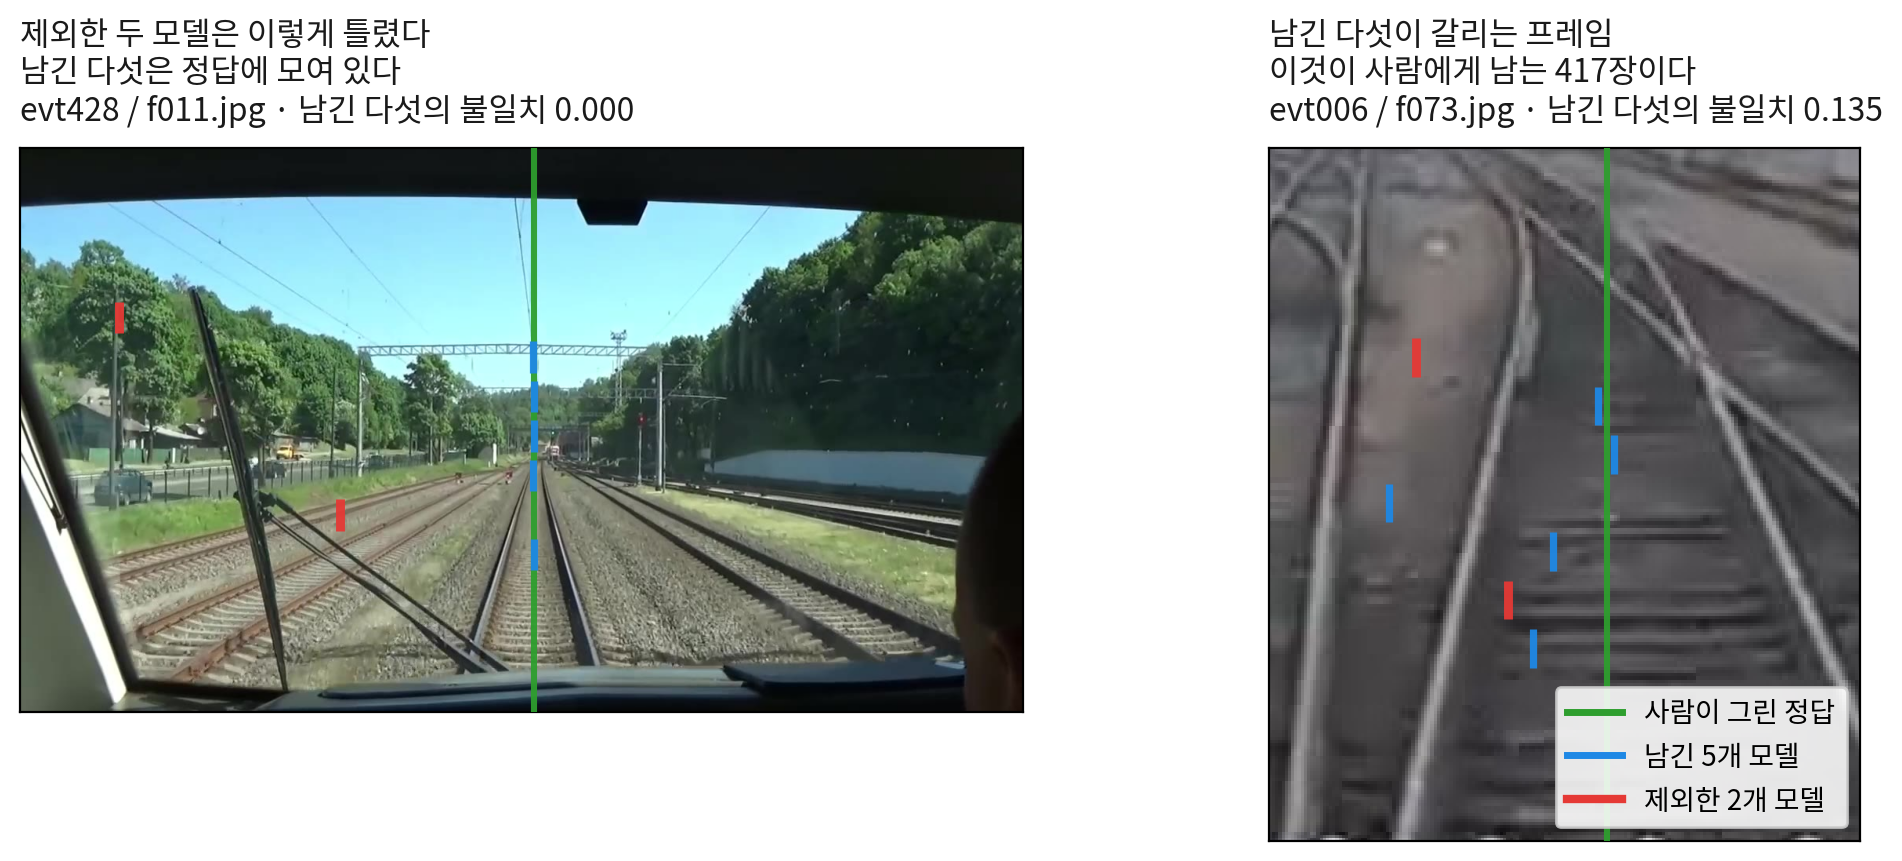 제외한 두 모델은 이렇게 틀렸다
남긴 다섯은 정답에 모여 있다
evt428 / f011.jpg · 남긴 다섯의 불일치 0.000
남긴 다섯이 갈리는 프레임
이것이 사람에게 남는 417장이다
evt006 / f073.jpg · 남긴 다섯의 불일치 0.135
사람이 그린 정답
남긴 5개 모델
제외한 2개 모델